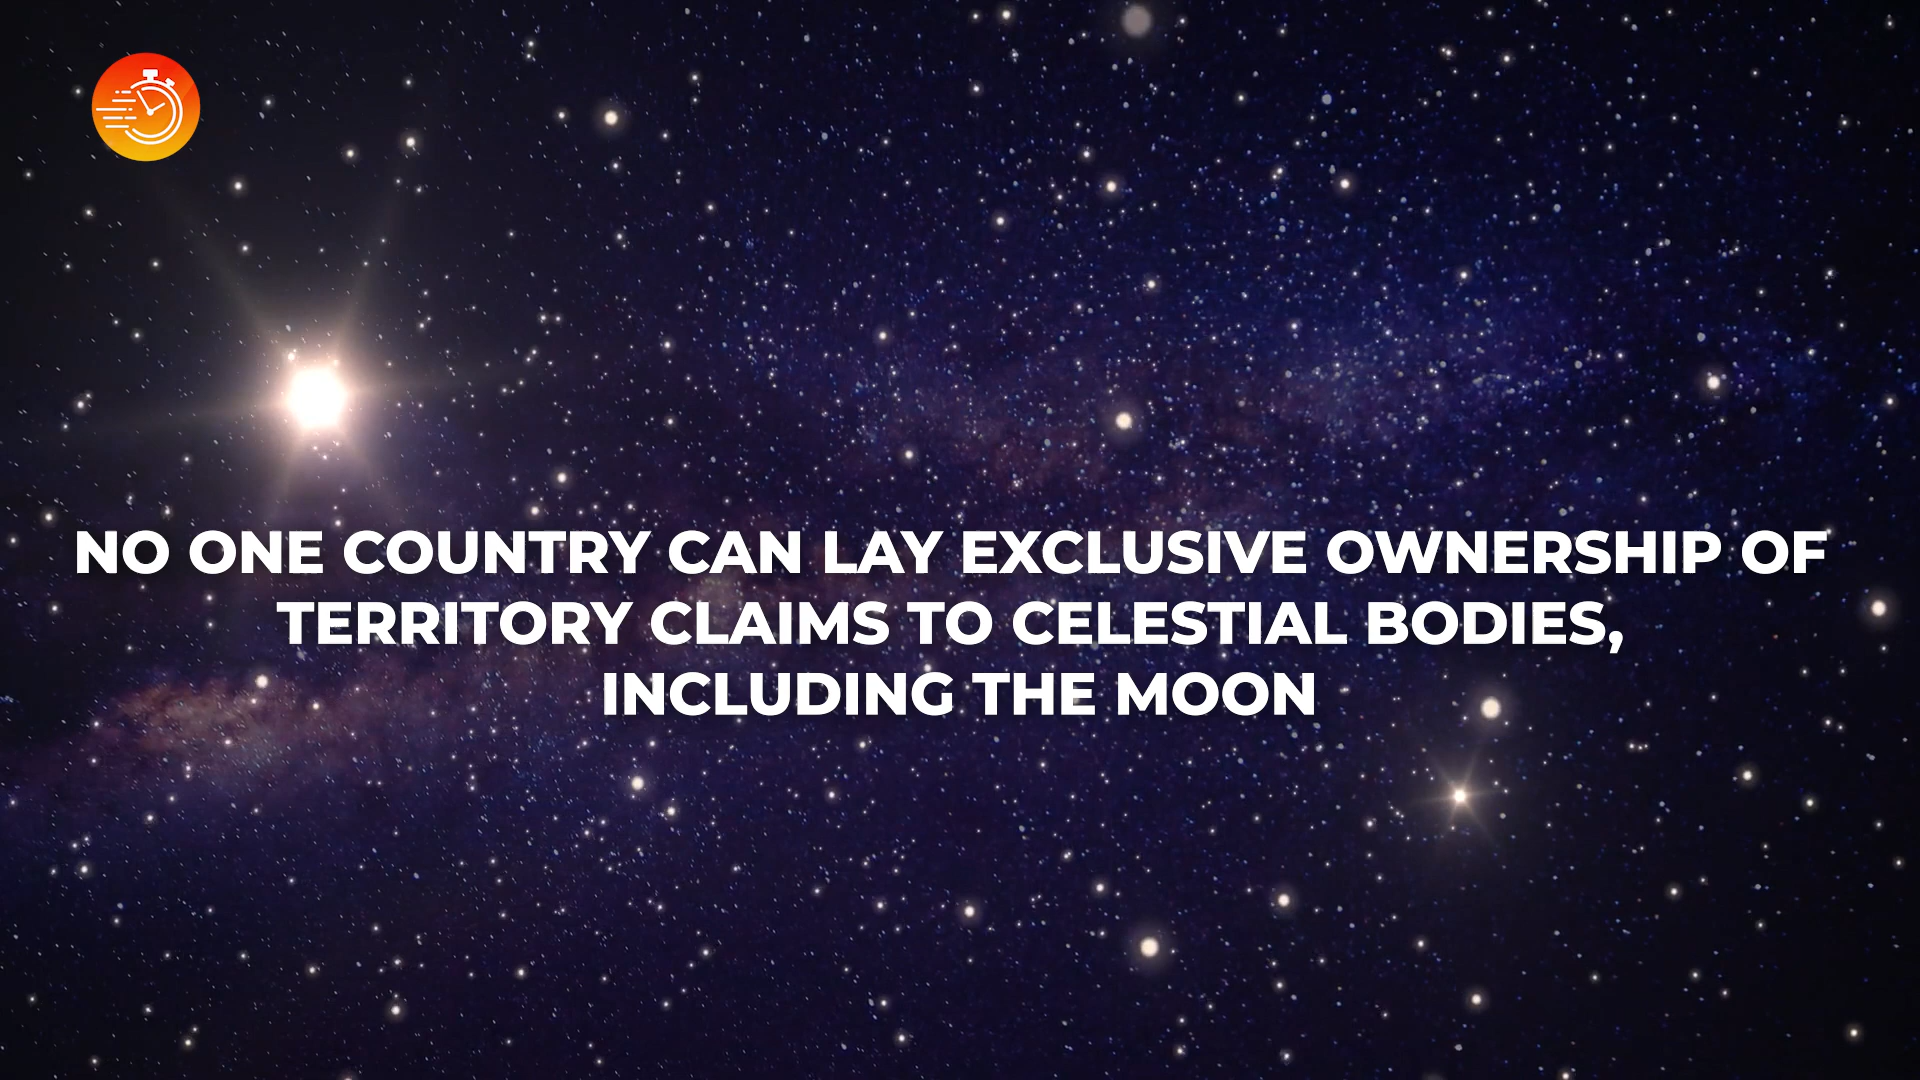 NO ONE COUNTRY CAN LAY EXCLUSIVE OWNERSHIP OF
TERRITORY CLAIMS TO CELESTIAL BODIES,
INCLUDING THE MOON